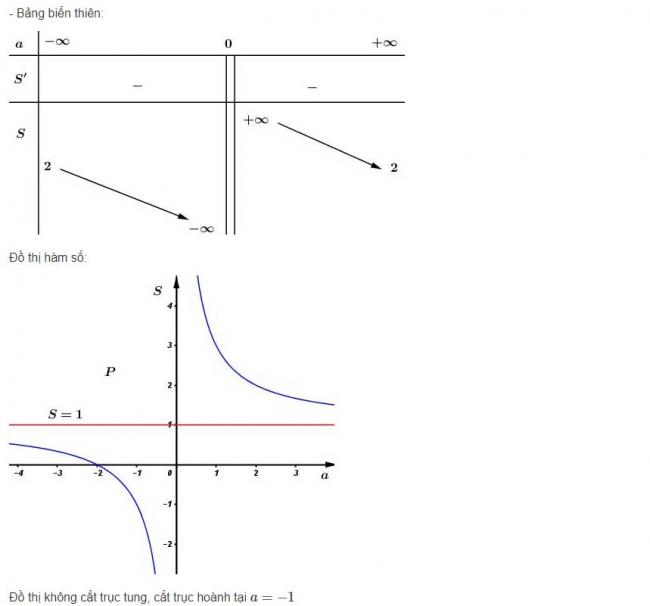 - Bảng biến thiên:
a −∞ 0 +∞
S′ − −
S 2 −∞ +∞ 2
Đồ thị hàm số:
S
4
3
P
2
S = 1
1
-4 -3 -2 -1 0 1 2 3
a
-1
-2
Đồ thị không cắt trục tung, cắt trục hoành tại a = −1